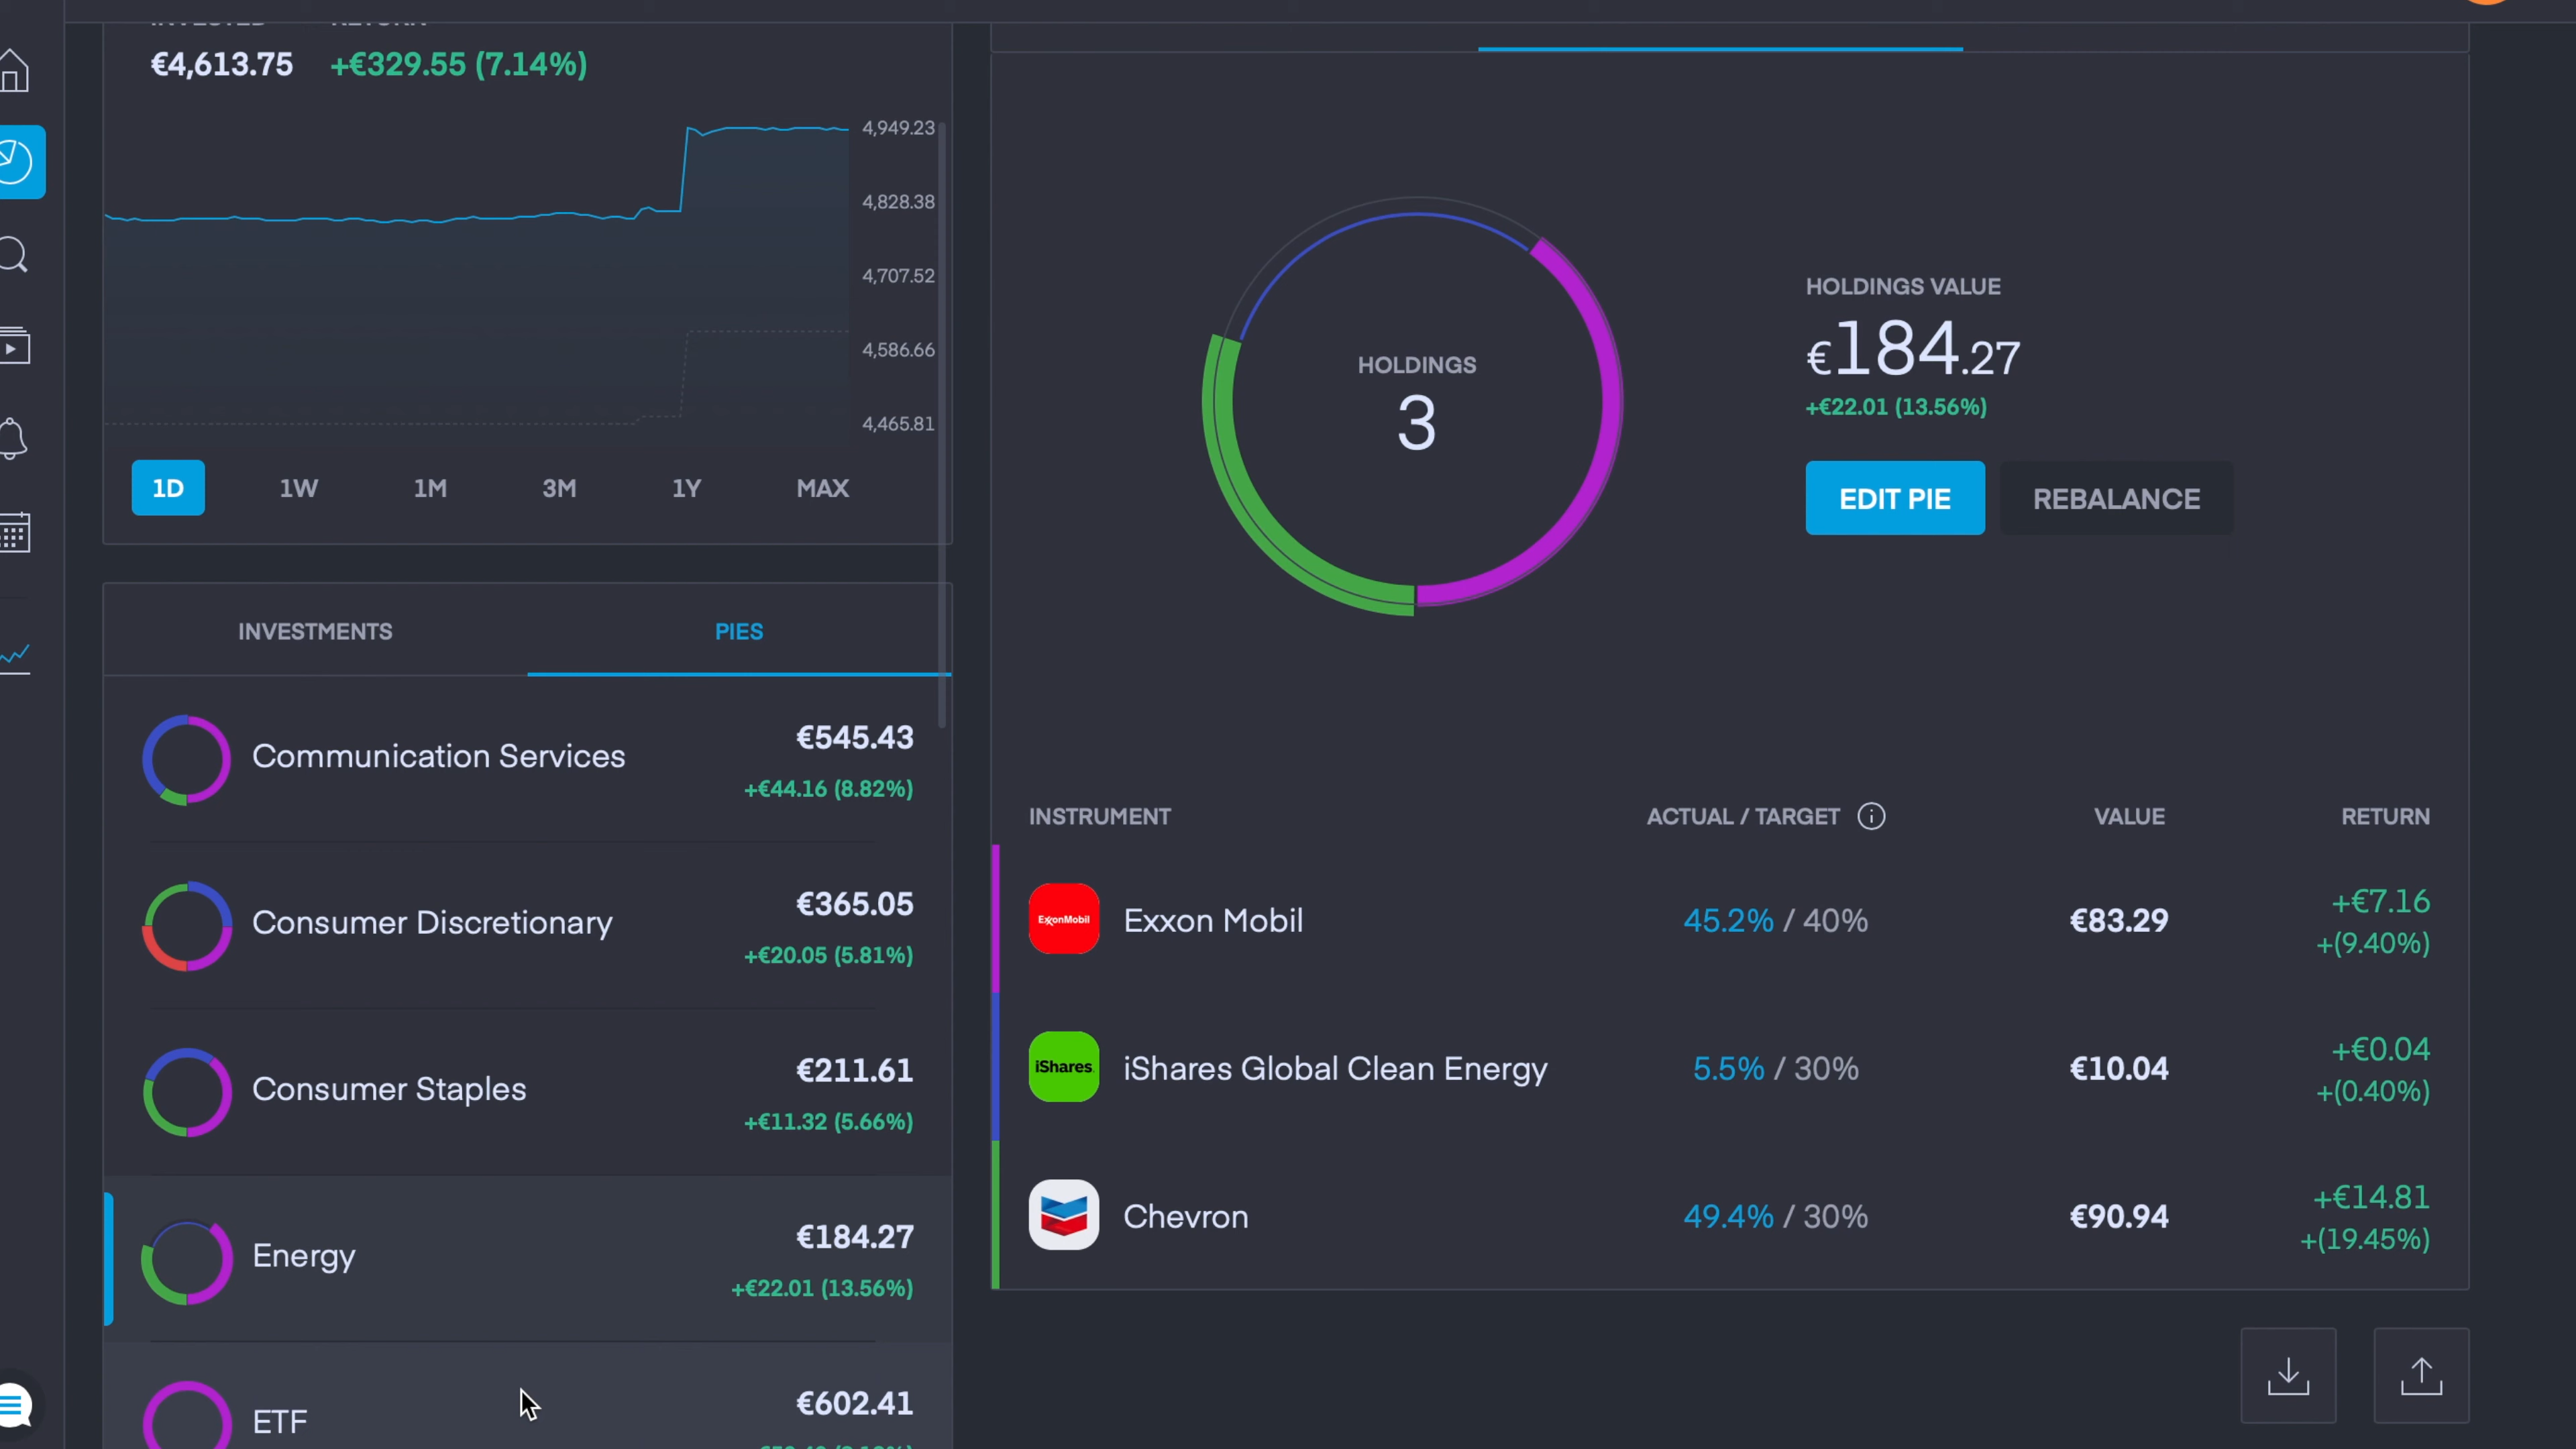 INVESTED RETURN
€4,613.75 +€329.55 (7.14%)
4,949.23
4,828.38
4,707.52
4,586.66
4,465.81
1D 1W 1M 3M 1Y MAX
INVESTMENTS PIES
Communication Services €545.43
+€44.16 (8.82%)
Consumer Discretionary €365.05
+€20.05 (5.81%)
Consumer Staples €211.61
+€11.32 (5.66%)
Energy €184.27
+€22.01 (13.56%)
ETF €602.41
HOLDINGS
3
HOLDINGS VALUE
€184.27
+€22.01 (13.56%)
EDIT PIE REBALANCE
INSTRUMENT ACTUAL / TARGET i VALUE RETURN
ExxonMobil Exxon Mobil 45.2% / 40% €83.29 +€7.16
+(9.40%)
iShares iShares Global Clean Energy 5.5% / 30% €10.04 +€0.04
+(0.40%)
Chevron 49.4% / 30% €90.94 +€14.81
+(19.45%)